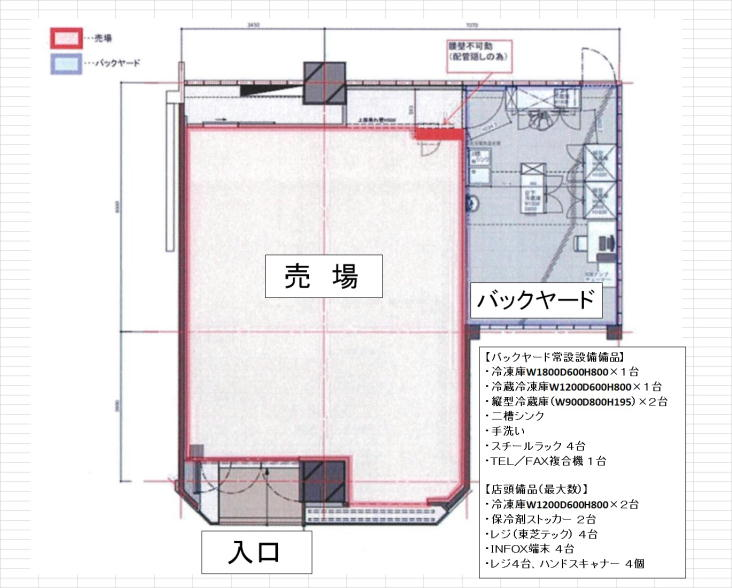 3450
7070
・・・売場
・・・バックヤード
腰壁不可動
(配管隠しの為)
売 場
バックヤード
入口
【バックヤード常設設備備品】
・冷凍庫W1800D600H800×1台
・冷蔵冷凍庫W1200D600H800×1台
・縦型冷蔵庫(W900D800H195)×2台
・二槽シンク
・手洗い
・スチールラック 4台
・TEL/FAX複合機 1台
【店頭備品(最大数)】
・冷凍庫W1200D600H800×2台
・保冷剤ストッカー 2台
・レジ(東芝テック) 4台
・INFOX端末 4台
・レジ4台、ハンドスキャナー 4個